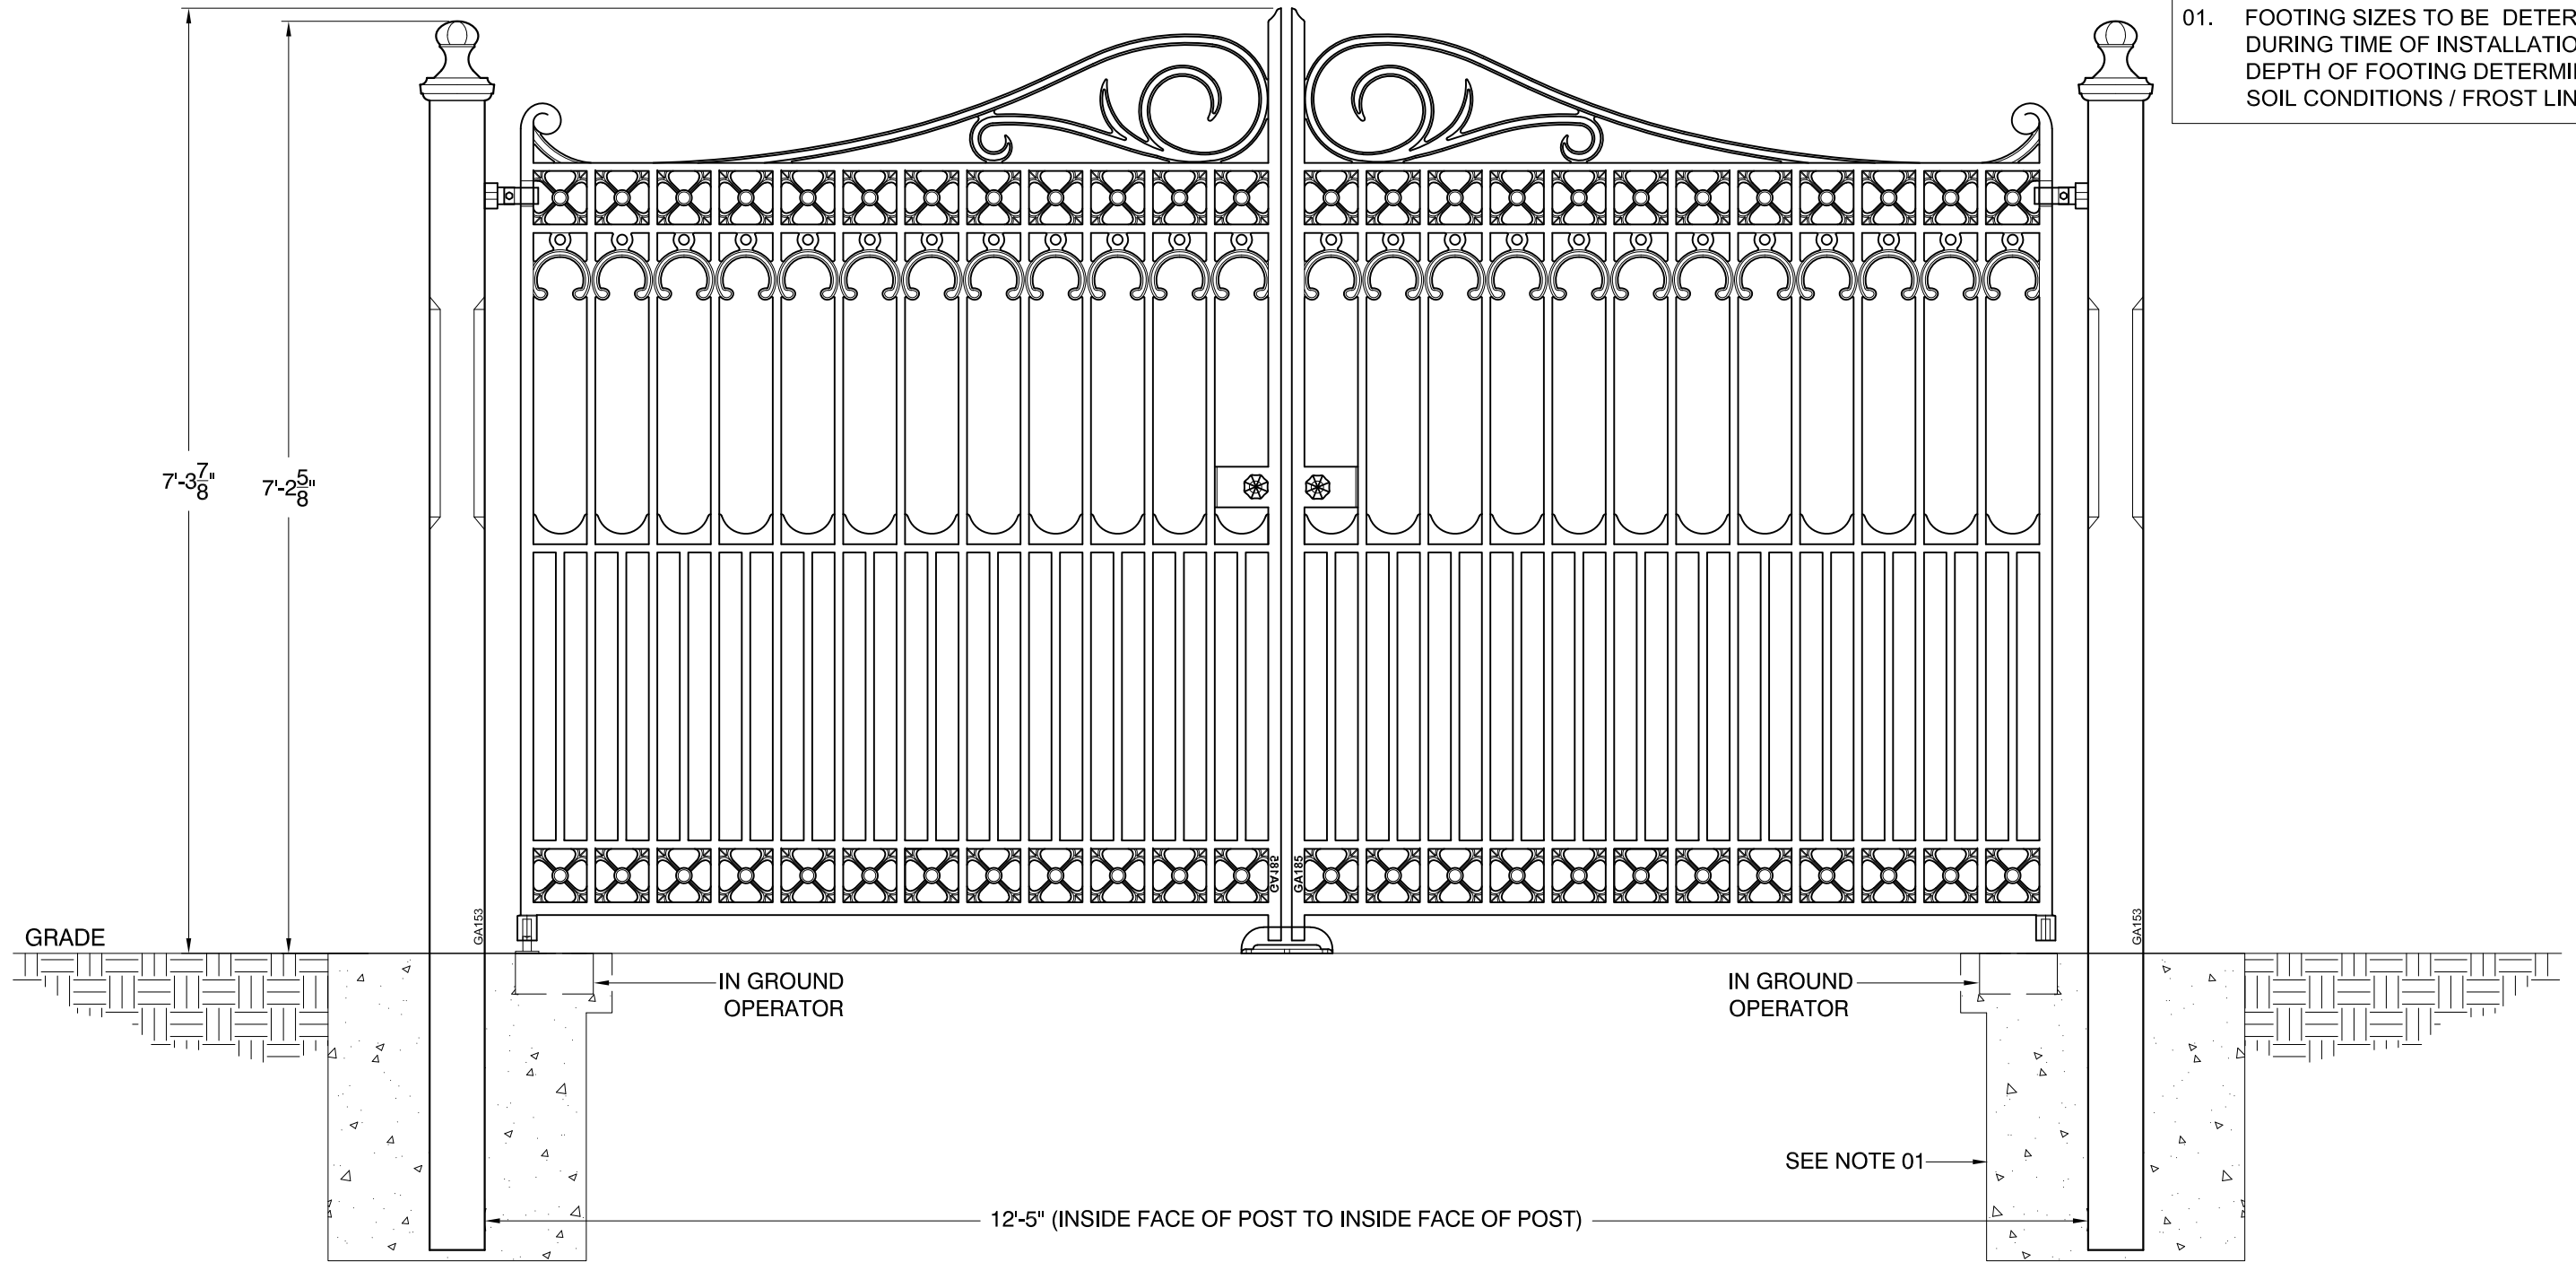 01. FOOTING SIZES TO BE DETER
DURING TIME OF INSTALLATIO
DEPTH OF FOOTING DETERMI
SOIL CONDITIONS / FROST LIN
7'-3 7/8"
7'-2 5/8"
GA185
GA185
GA153
GA153
GRADE
IN GROUND
OPERATOR
IN GROUND
OPERATOR
SEE NOTE 01
12'-5" (INSIDE FACE OF POST TO INSIDE FACE OF POST)